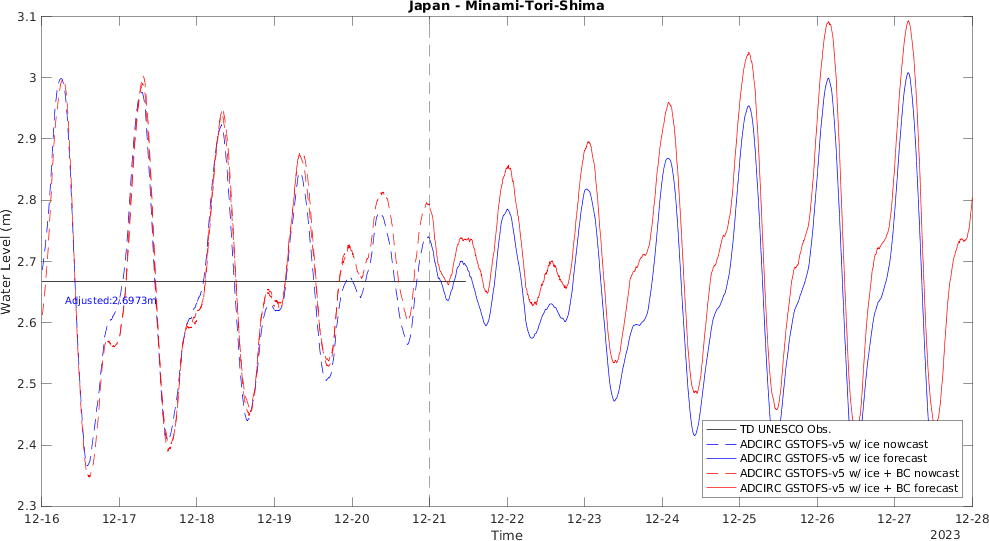 Japan - Minami-Tori-Shima
3.1
3
2.9
2.8
2.7
2.6
2.5
2.4
2.3
Water Level (m)
Adjusted:2.6973m
TD UNESCO Obs.
ADCIRC GSTOFS-v5 w/ ice nowcast
ADCIRC GSTOFS-v5 w/ ice forecast
ADCIRC GSTOFS-v5 w/ ice + BC nowcast
ADCIRC GSTOFS-v5 w/ ice + BC forecast
12-16 12-17 12-18 12-19 12-20 12-21 12-22 12-23 12-24 12-25 12-26 12-27 12-28
Time
2023